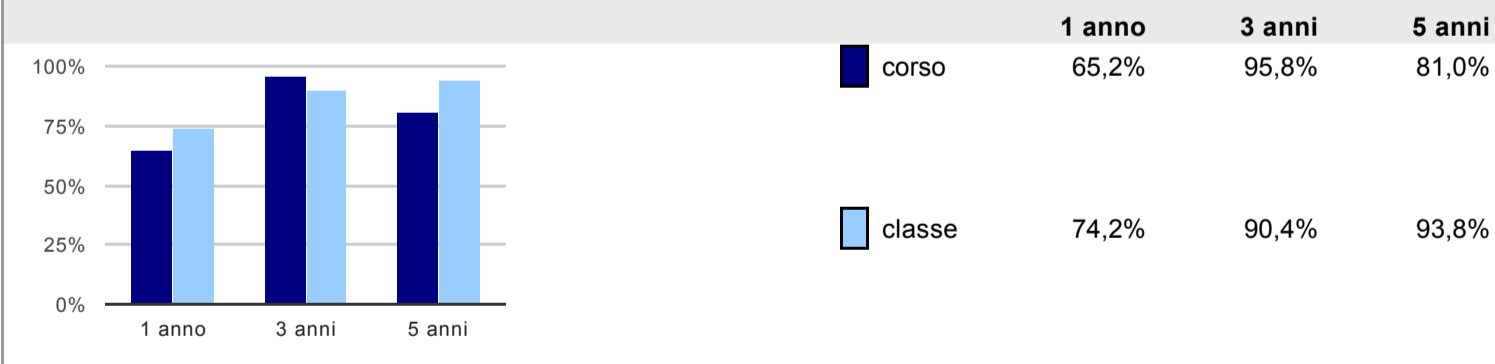 1 anno 3 anni 5 anni
100%
75%
50%
25%
0%
1 anno 3 anni 5 anni
corso 65,2% 95,8% 81,0%
classe 74,2% 90,4% 93,8%